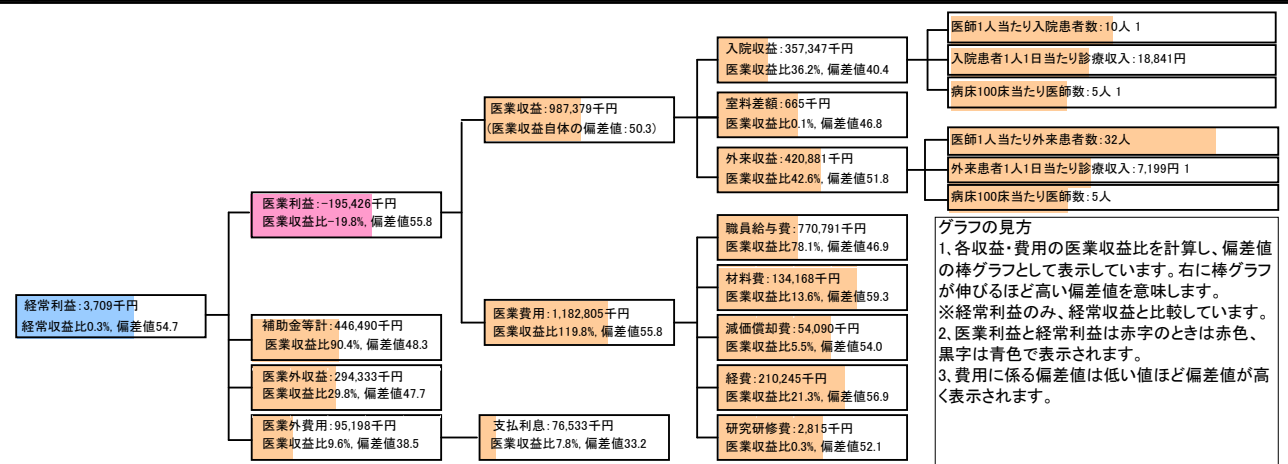 経常利益:3,709千円
経常収比0.3%, 偏差値54.7
医業利益:-195,426千円
医業収益比-19.8%, 偏差値55.8
補助金等計:446,490千円
医業収益比90.4%, 偏差値48.3
医業外収益:294,333千円
医業収益比29.8%, 偏差値47.7
医業外費用:95,198千円
医業収益比9.6%, 偏差値38.5
支払利息:76,533千円
医業収益比7.8%, 偏差値33.2
医業収益:987,379千円
(医業収益自体の偏差値:50.3)
医業費用:1,182,805千円
医業収益比119.8%, 偏差値55.8
入院収益:357,347千円
医業収益比36.2%, 偏差値40.4
室料差額:665千円
医業収益比0.1%, 偏差値46.8
外来収益:420,881千円
医業収益比42.6%, 偏差値51.8
職員給与費:770,791千円
医業収益比78.1%, 偏差値46.9
材料費:134,168千円
医業収益比13.6%, 偏差値59.3
減価償却費:54,090千円
医業収益比5.5%, 偏差値54.0
経費:210,245千円
医業収益比21.3%, 偏差値56.9
研究研修費:2,815千円
医業収益比0.3%, 偏差値52.1
医師1人当たり入院患者数:10人 1
入院患者1人1日当たり診療収入:18,841円
病床100床当たり医師数:5人 1
医師1人当たり外来患者数:32人
外来患者1人1日当たり診療収入:7,199円 1
病床100床当たり医師数:5人
グラフの見方
1、各収益・費用の医業収益比を計算し、偏差値
の棒グラフとして表示しています。右に棒グラフ
が伸びるほど高い偏差値を意味します。
※経常利益のみ、経常収益と比較しています。
2、医業利益と経常利益は赤字のときは赤色、
黒字は青色で表示されます。
3、費用に係る偏差値は低い値ほど偏差値が高
く表示されます。